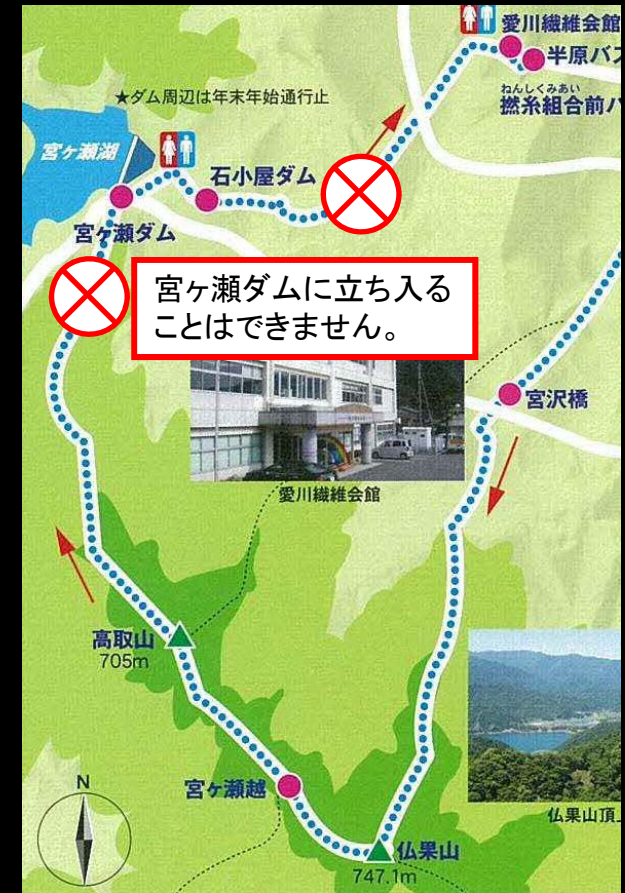 愛川繊維会館
半原バ
ねんしくみあい
撚糸組合前
★ダム周辺は年末年始通行止
宮ヶ瀬湖
石小屋ダム
宮ヶ瀬ダム
宮ヶ瀬ダムに立ち入る
ことはできません。
宮沢橋
愛川繊維会館
高取山
705m
N
宮ヶ瀬越
仏果山頂
仏果山
747.1m